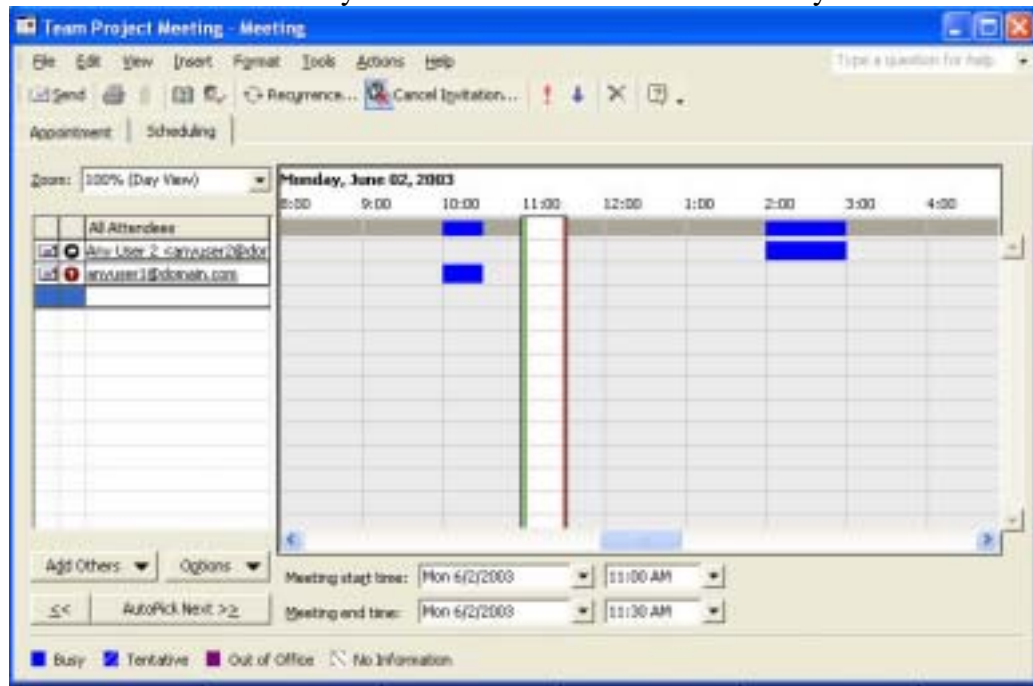 Team Project Meeting - Meeting
File Edit View Insert Format Tools Actions Help Type a question for help
Send Recurrence... Cancel Invitation...
Appointment Scheduling
Zoom: 100% (Day View) Monday, June 02, 2003
8:00 9:00 10:00 11:00 12:00 1:00 2:00 3:00 4:00
All Attendees
Any User 2 <anyuser2@dom
anyuser1@domain.com
Add Others Options
Meeting start time: Mon 6/2/2003 11:00 AM
<< AutoPick Next >>
Meeting end time: Mon 6/2/2003 11:30 AM
Busy Tentative Out of Office No Information